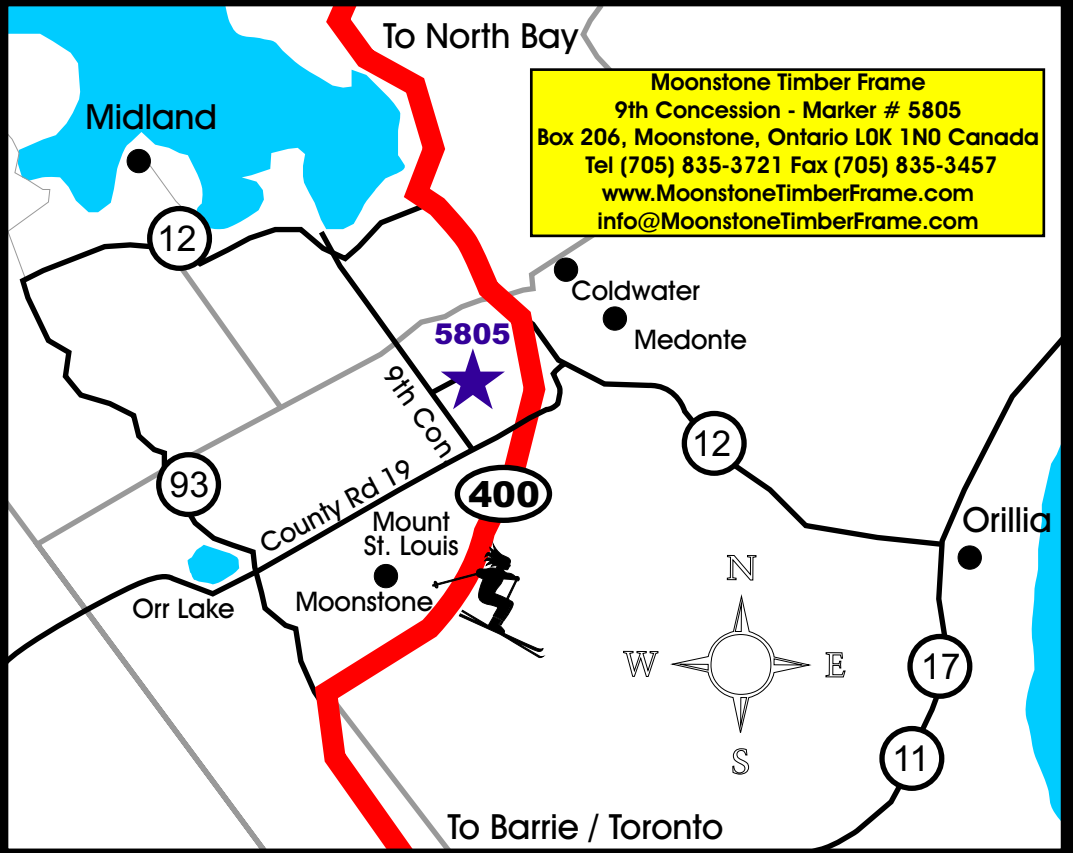 To North Bay
Moonstone Timber Frame
9th Concession - Marker # 5805
Box 206, Moonstone, Ontario L0K 1N0 Canada
Tel (705) 835-3721 Fax (705) 835-3457
www.MoonstoneTimberFrame.com
info@MoonstoneTimberFrame.com
Midland
12
Coldwater
5805
Medonte
9th Con
12
93
County Rd 19
400
Mount
St. Louis
Moonstone
Orillia
Orr Lake
N
W
E
S
17
11
To Barrie / Toronto